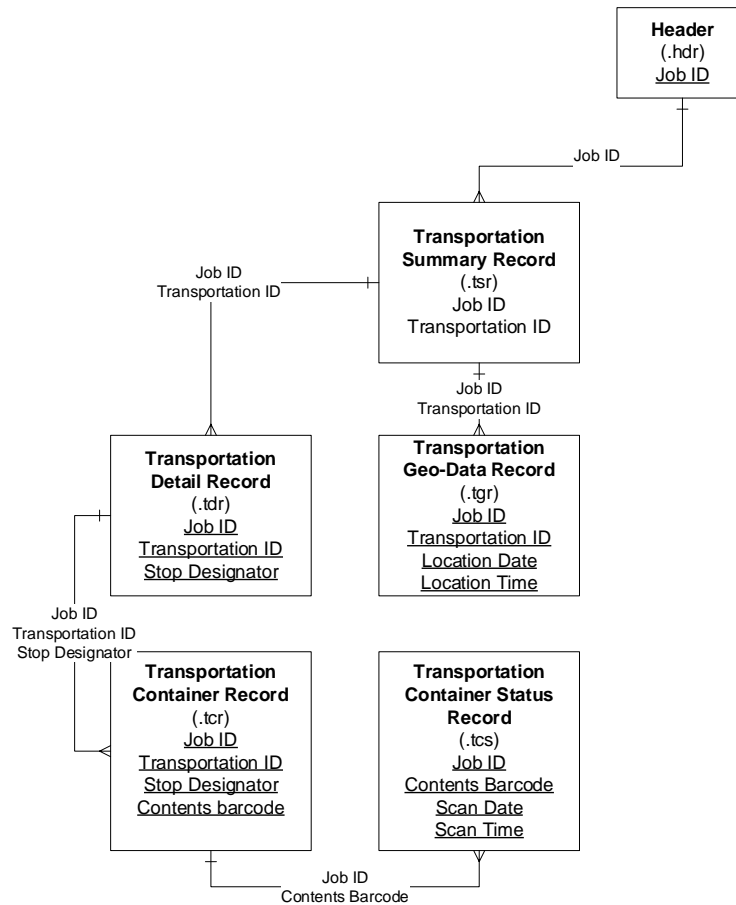 Header
(.hdr)
Job ID
Job ID
Transportation
Summary Record
(.tsr)
Job ID
Transportation ID
Job ID
Transportation ID
Job ID
Transportation ID
Transportation
Detail Record
(.tdr)
Job ID
Transportation ID
Stop Designator
Transportation
Geo-Data Record
(.tgr)
Job ID
Transportation ID
Location Date
Location Time
Job ID
Transportation ID
Stop Designator
Transportation
Container Record
(.tcr)
Job ID
Transportation ID
Stop Designator
Contents barcode
Transportation
Container Status
Record
(.tcs)
Job ID
Contents Barcode
Scan Date
Scan Time
Job ID
Contents Barcode